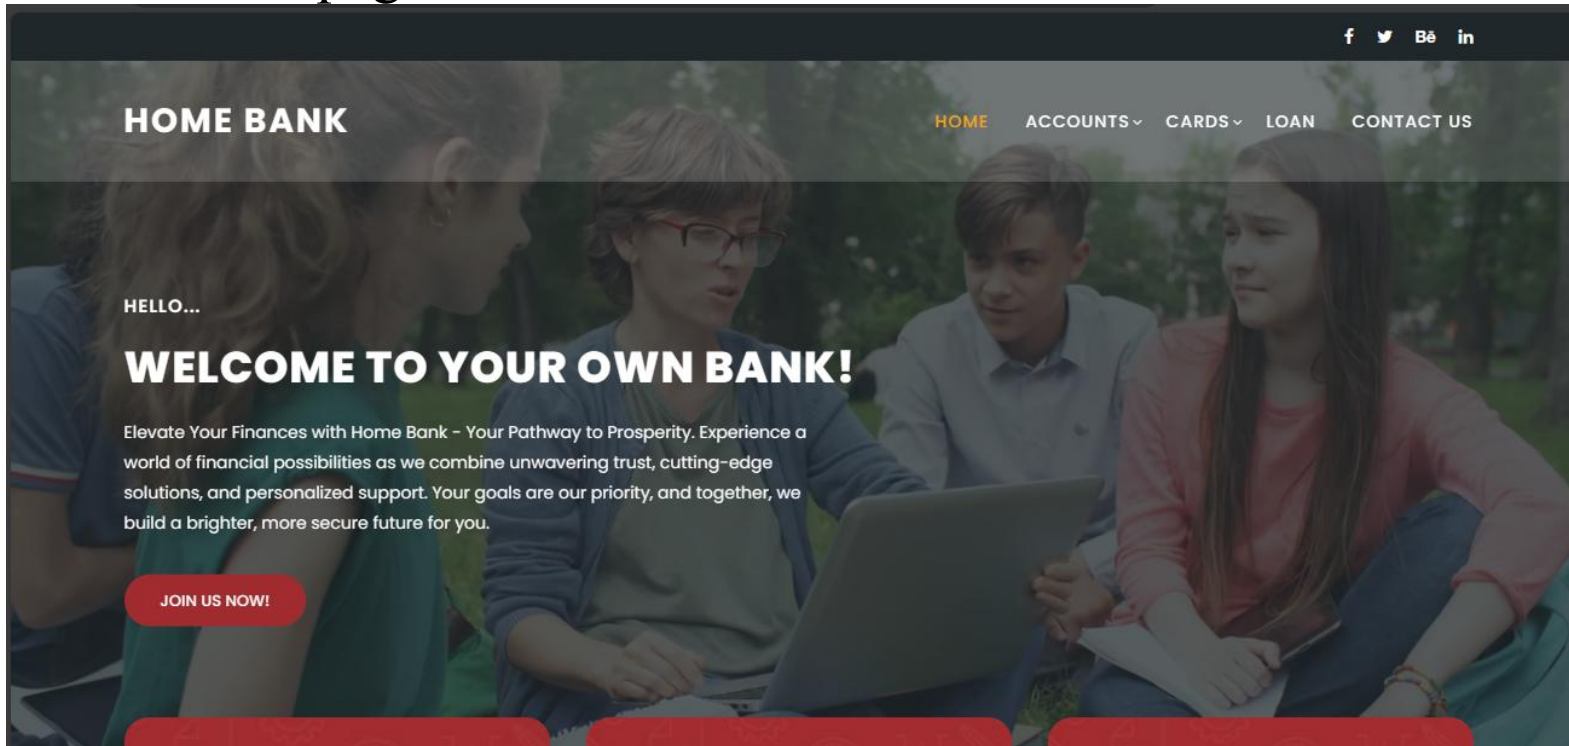 f Bē in
HOME BANK
HOME ACCOUNTS CARDS LOAN CONTACT US
HELLO...
WELCOME TO YOUR OWN BANK!
Elevate Your Finances with Home Bank - Your Pathway to Prosperity. Experience a
world of financial possibilities as we combine unwavering trust, cutting-edge
solutions, and personalized support. Your goals are our priority, and together, we
build a brighter, more secure future for you.
JOIN US NOW!